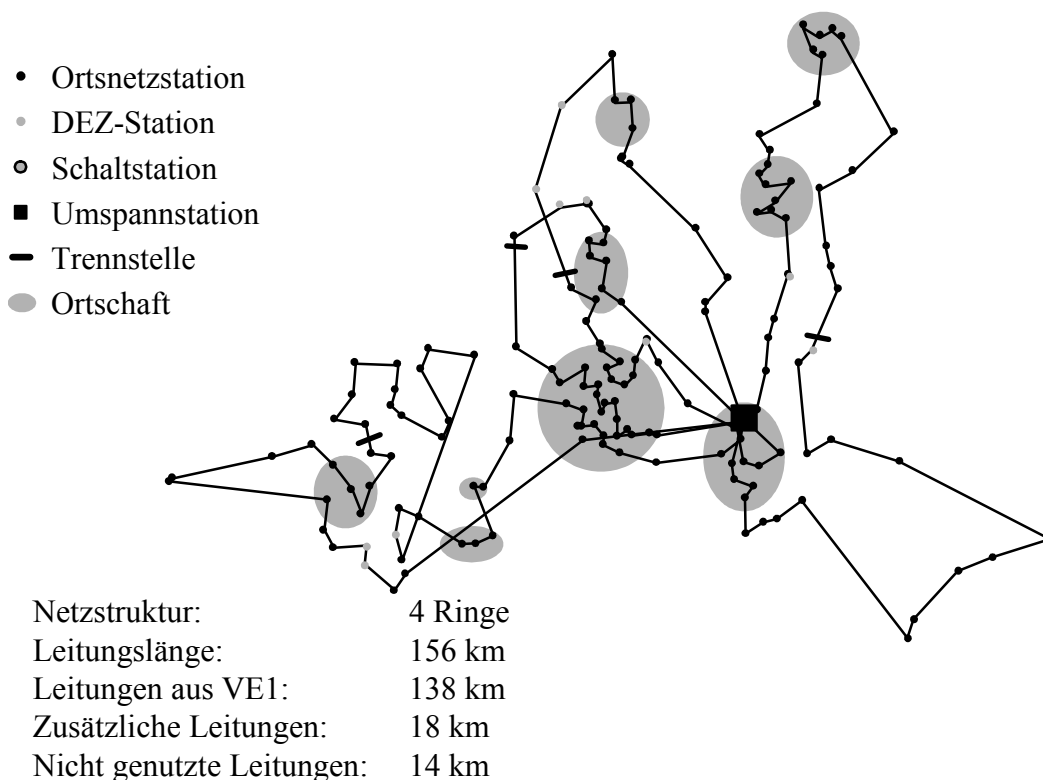 Ortsnetzstation
DEZ-Station
Schaltstation
Umspannstation
Trennstelle
Ortschaft
Netzstruktur: 4 Ringe
Leitungslänge: 156 km
Leitungen aus VE1: 138 km
Zusätzliche Leitungen: 18 km
Nicht genutzte Leitungen: 14 km